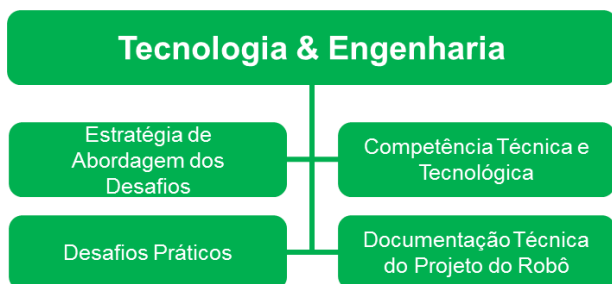 Tecnologia & Engenharia
Estratégia de
Abordagem dos
Desafios
Competência Técnica e
Tecnológica
Desafios Práticos
Documentação Técnica
do Projeto do Robô